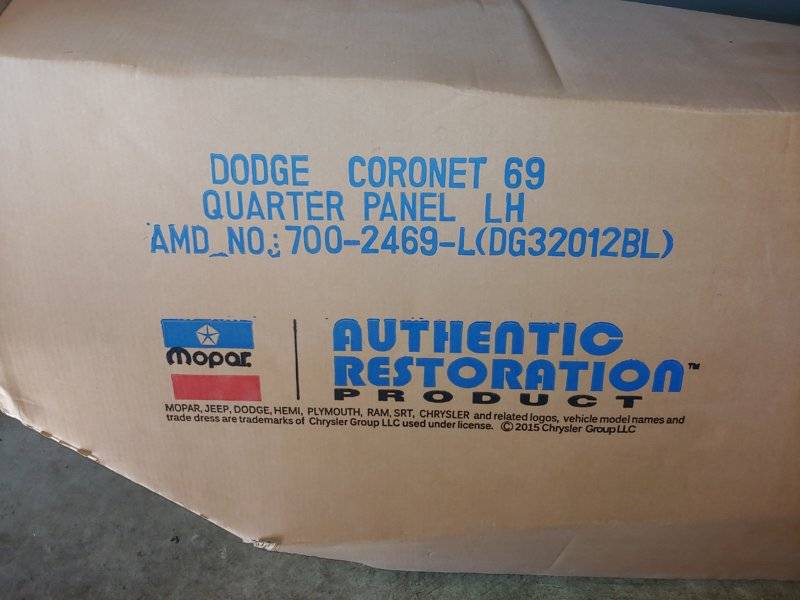 DODGE CORONET 69
QUARTER PANEL LH
AMD NO.: 700-2469-L(DG32012BL)
Mopar
AUTHENTIC
RESTORATION™
PRODUCT
MOPAR, JEEP, DODGE, HEMI, PLYMOUTH, RAM, SRT, CHRYSLER and related logos, vehicle model names and
trade dress are trademarks of Chrysler Group LLC used under license. ©2015 Chrysler Group LLC